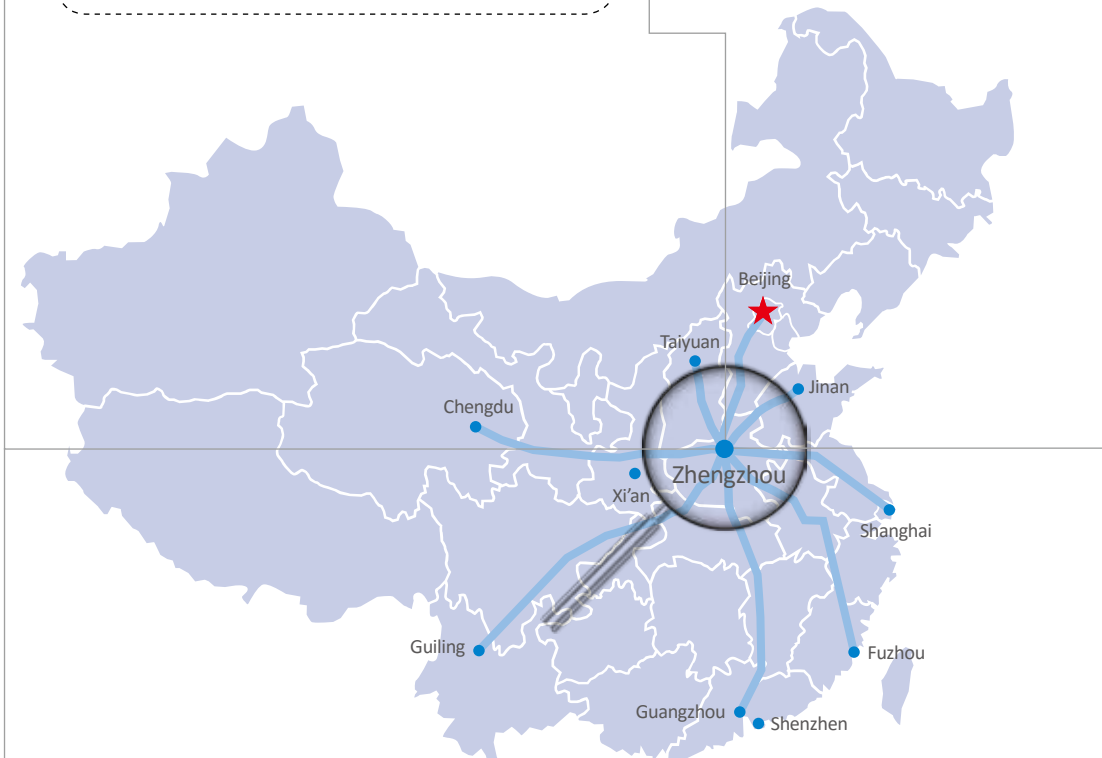 Beijing
Taiyuan
Jinan
Chengdu
Zhengzhou
Xi'an
Shanghai
Guiling
Fuzhou
Guangzhou
Shenzhen